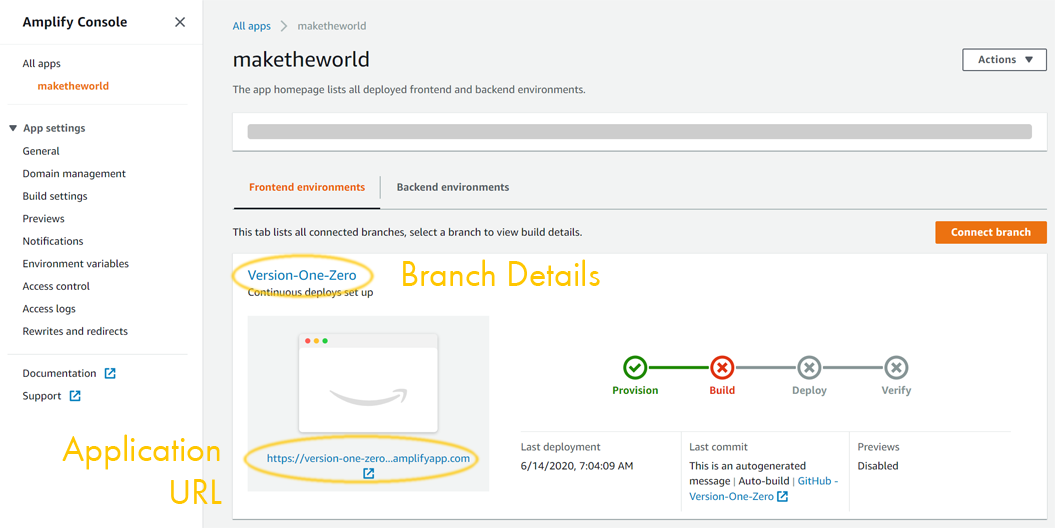 Amplify Console
All apps
maketheworld
App settings
General
Domain management
Build settings
Previews
Notifications
Environment variables
Access control
Access logs
Rewrites and redirects
Documentation
Support
All apps > maketheworld
maketheworld
Actions
The app homepage lists all deployed frontend and backend environments.
Frontend environments
Backend environments
This tab lists all connected branches, select a branch to view build details.
Connect branch
Version-One-Zero
Branch Details
Continuous deploys set up
Provision
Build
Deploy
Verify
https://version-one-zero...amplifyapp.com
Application
URL
Last deployment
6/14/2020, 7:04:09 AM
Last commit
This is an autogenerated
message | Auto-build | GitHub -
Version-One-Zero
Previews
Disabled